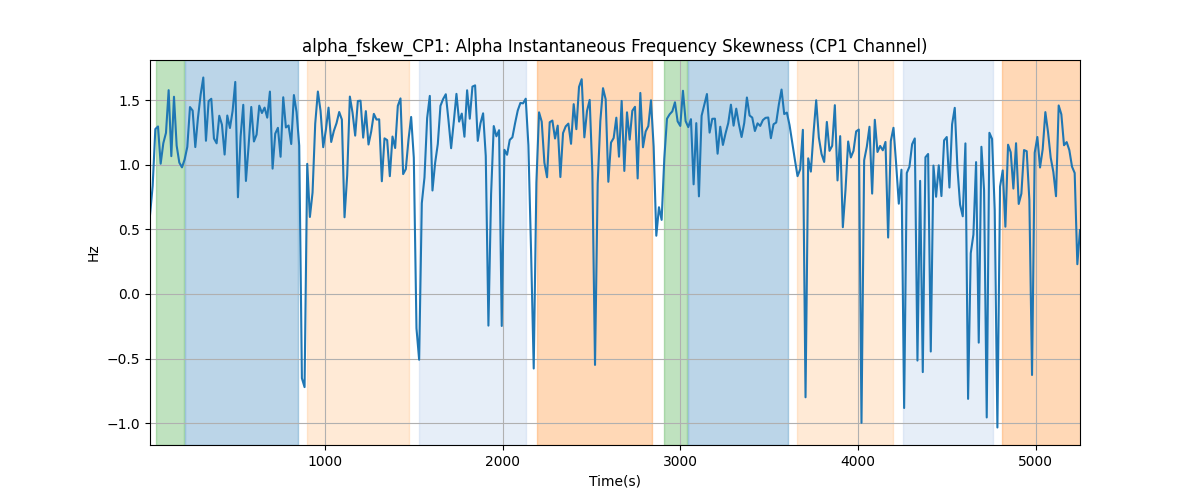 alpha_fskew_CP1: Alpha Instantaneous Frequency Skewness (CP1 Channel)
1.5
1.0
0.5
0.0
−0.5
−1.0
Hz
1000 2000 3000 4000 5000
Time(s)